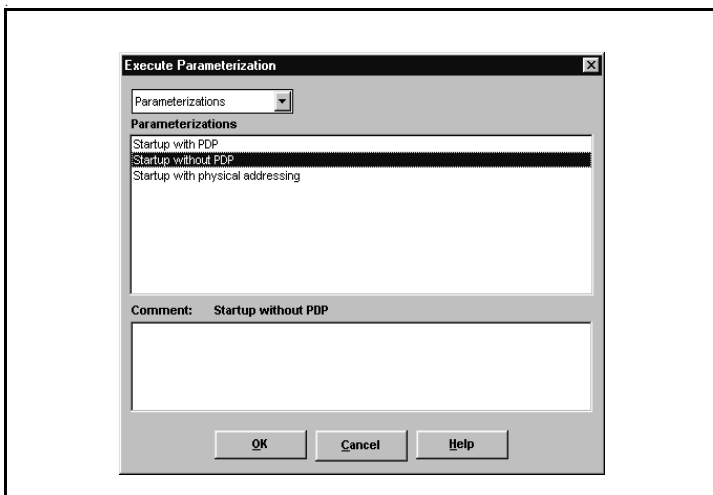 Execute Parameterization
Parameterizations
Parameterizations
Startup with PDP
Startup without PDP
Startup with physical addressing
Comment: Startup without PDP
OK Cancel Help